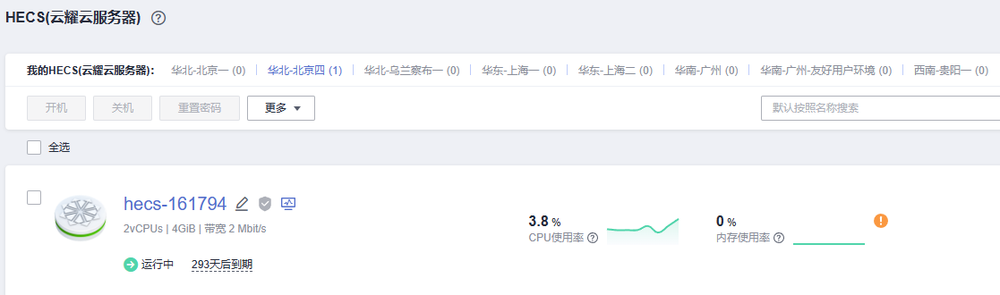 HECS(云耀云服务器) ?
我的HECS(云耀云服务器)： 华北-北京一 (0) 华北-北京四 (1) 华北-乌兰察布一 (0) 华东-上海一 (0) 华东-上海二 (0) 华南-广州 (0) 华南-广州-友好用户环境 (0) 西南-贵阳一 (0)
开机 关机 重置密码 更多 默认按照名称搜索
全选
hecs-161794
2vCPUs | 4GiB | 带宽 2 Mbit/s
3.8 % 0 %
CPU使用率 ? 内存使用率 ?
运行中 293天后到期